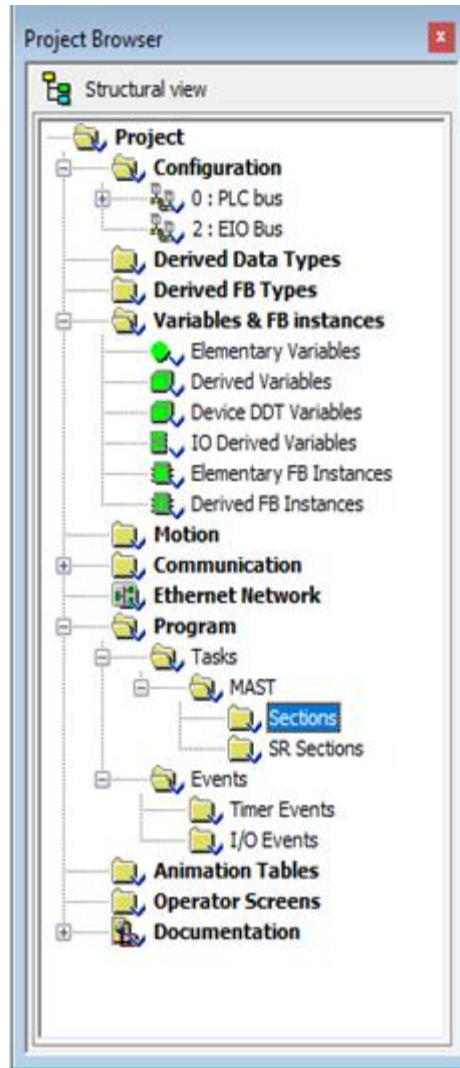 Project Browser
x
Structural view
Project
Configuration
0 : PLC bus
2 : EIO Bus
Derived Data Types
Derived FB Types
Variables & FB instances
Elementary Variables
Derived Variables
Device DDT Variables
IO Derived Variables
Elementary FB Instances
Derived FB Instances
Motion
Communication
Ethernet Network
Program
Tasks
MAST
Sections
SR Sections
Events
Timer Events
I/O Events
Animation Tables
Operator Screens
Documentation